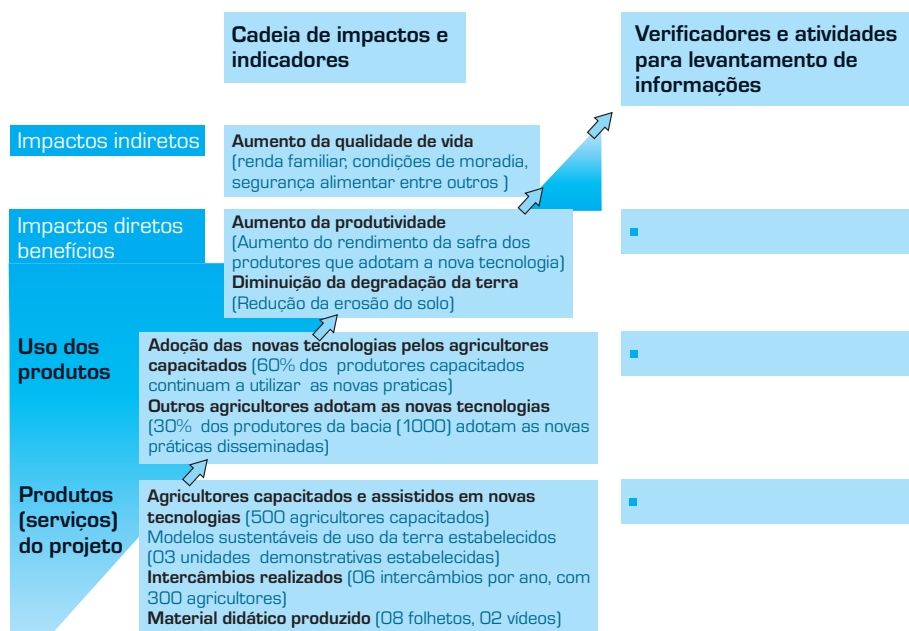 Cadeia de impactos e
indicadores
Verificadores e atividades
para levantamento de
informações
Impactos indiretos
Aumento da qualidade de vida
(renda familiar, condições de moradia,
segurança alimentar entre outros )
Impactos diretos
benefícios
Aumento da produtividade
(Aumento do rendimento da safra dos
produtores que adotam a nova tecnologia)
Diminuição da degradação da terra
(Redução da erosão do solo)
Uso dos
produtos
Adoção das novas tecnologias pelos agricultores
capacitados (60% dos produtores capacitados
continuam a utilizar as novas praticas)
Outros agricultores adotam as novas tecnologias
(30% dos produtores da bacia (1000) adotam as novas
práticas disseminadas)
Produtos
(serviços)
do projeto
Agricultores capacitados e assistidos em novas
tecnologias (500 agricultores capacitados)
Modelos sustentáveis de uso da terra estabelecidos
(03 unidades demonstrativas estabelecidas)
Intercâmbios realizados (06 intercâmbios por ano, com
300 agricultores)
Material didático produzido (08 folhetos, 02 vídeos)